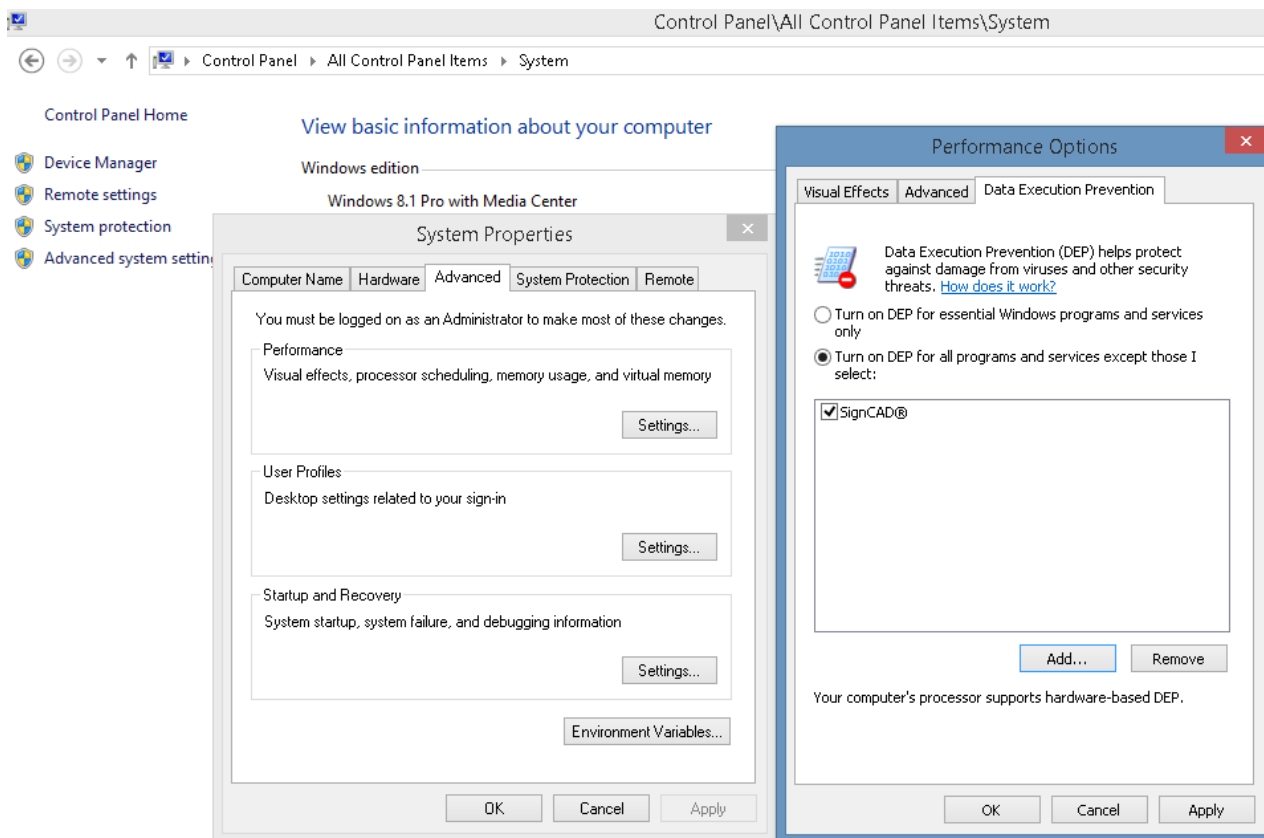 Control Panel\All Control Panel Items\System
Control Panel All Control Panel Items System
Control Panel Home
Device Manager
Remote settings
System protection
Advanced system settin
View basic information about your computer
Windows edition
Windows 8.1 Pro with Media Center
System Properties
Computer Name Hardware Advanced System Protection Remote
You must be logged on as an Administrator to make most of these changes.
Performance
Visual effects, processor scheduling, memory usage, and virtual memory
Settings...
User Profiles
Desktop settings related to your sign-in
Settings...
Startup and Recovery
System startup, system failure, and debugging information
Settings...
Environment Variables...
OK Cancel Apply
Performance Options
Visual Effects Advanced Data Execution Prevention
Data Execution Prevention (DEP) helps protect
against damage from viruses and other security
threats. How does it work?
Turn on DEP for essential Windows programs and services
only
Turn on DEP for all programs and services except those I
select:
SignCAD®
Add... Remove
Your computer's processor supports hardware-based DEP.
OK Cancel Apply